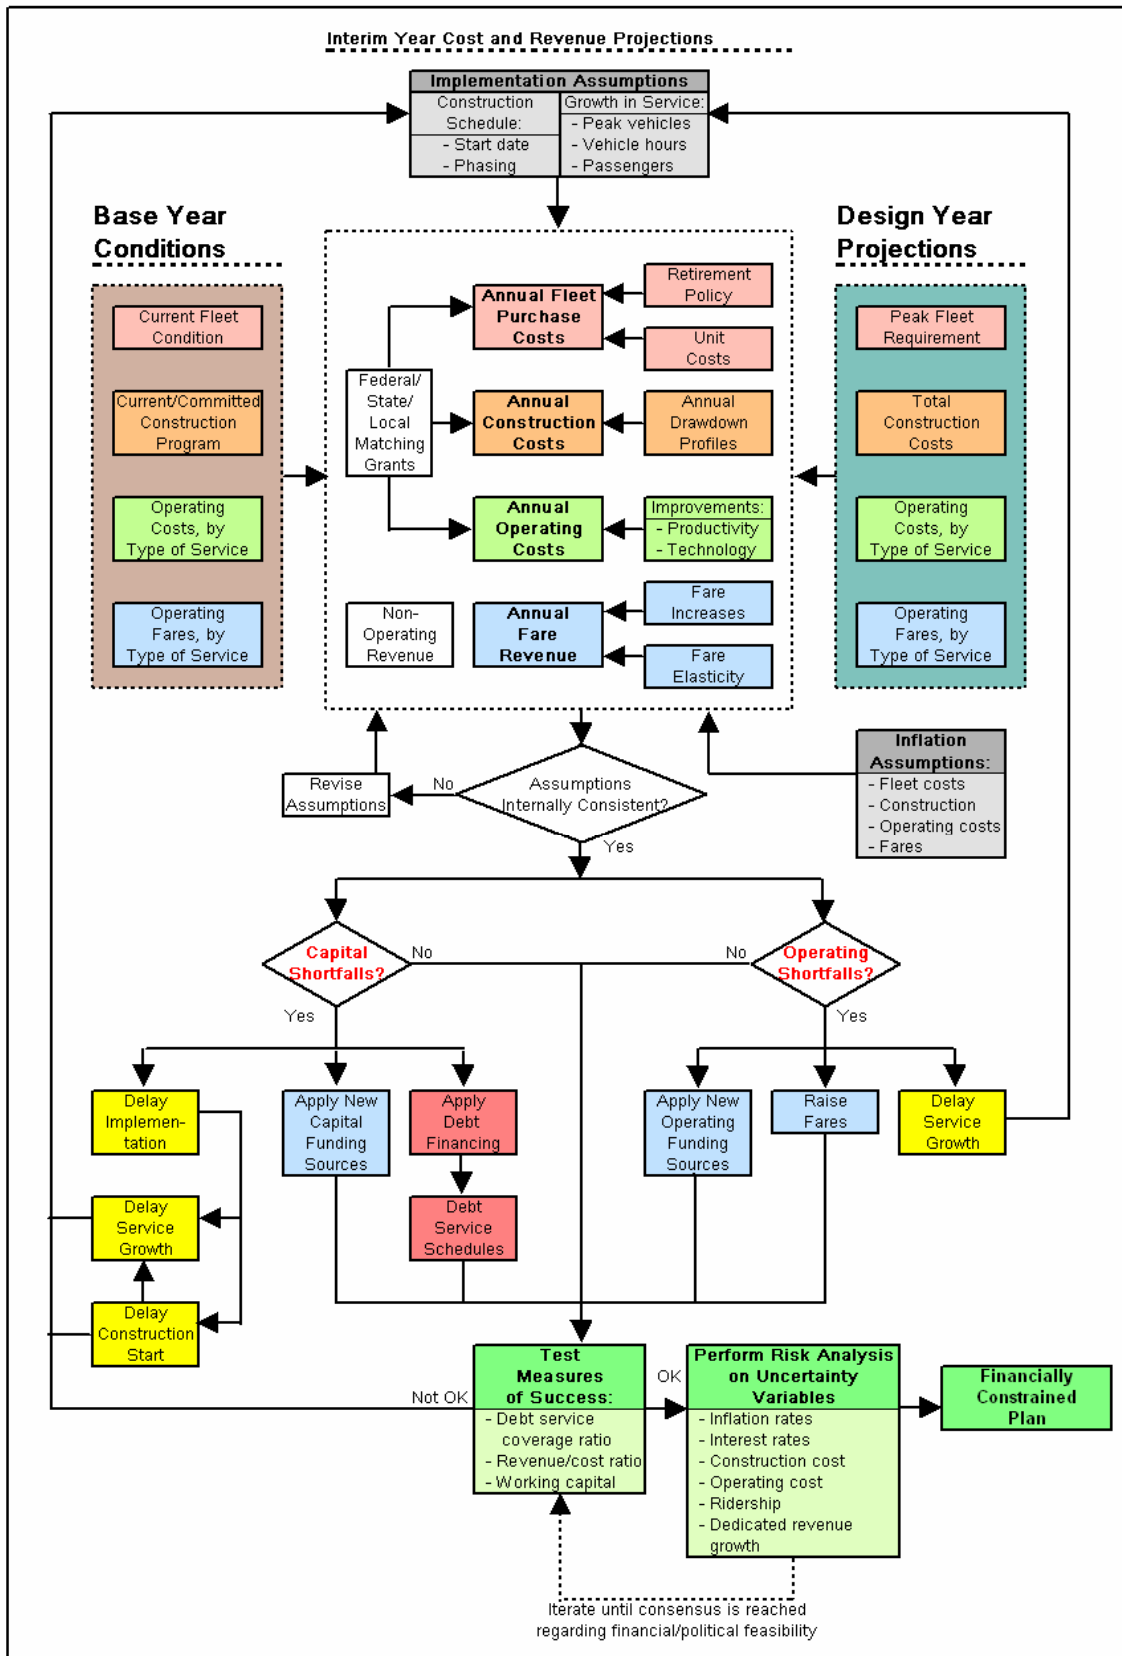 Interim Year Cost and Revenue Projections
Implementation Assumptions
Construction
Schedule:
- Start date
- Phasing
Growth in Service:
- Peak vehicles
- Vehicle hours
- Passengers
Base Year
Conditions
Design Year
Projections
Current Fleet
Condition
Current/Committed
Construction
Program
Operating
Costs, by
Type of Service
Operating
Fares, by
Type of Service
Federal/
State/
Local
Matching
Grants
Non-
Operating
Revenue
Annual Fleet
Purchase
Costs
Annual
Construction
Costs
Annual
Operating
Costs
Annual
Fare
Revenue
Retirement
Policy
Unit
Costs
Annual
Drawdown
Profiles
Improvements:
- Productivity
- Technology
Fare
Increases
Fare
Elasticity
Peak Fleet
Requirement
Total
Construction
Costs
Operating
Costs, by
Type of Service
Operating
Fares, by
Type of Service
Revise
Assumptions
No
Assumptions
Internally Consistent?
Yes
Inflation
Assumptions:
- Fleet costs
- Construction
- Operating costs
- Fares
Capital
Shortfalls?
No
Yes
No
Operating
Shortfalls?
Yes
Delay
Implemen-
tation
Apply New
Capital
Funding
Sources
Apply
Debt
Financing
Apply New
Operating
Funding
Sources
Raise
Fares
Delay
Service
Growth
Delay
Service
Growth
Debt
Service
Schedules
Delay
Construction
Start
Not OK
Test
Measures
of Success:
- Debt service
coverage ratio
- Revenue/cost ratio
- Working capital
OK
Perform Risk Analysis
on Uncertainty
Variables
- Inflation rates
- Interest rates
- Construction cost
- Operating cost
- Ridership
- Dedicated revenue
growth
Financially
Constrained
Plan
Iterate until consensus is reached
regarding financial/political feasibility